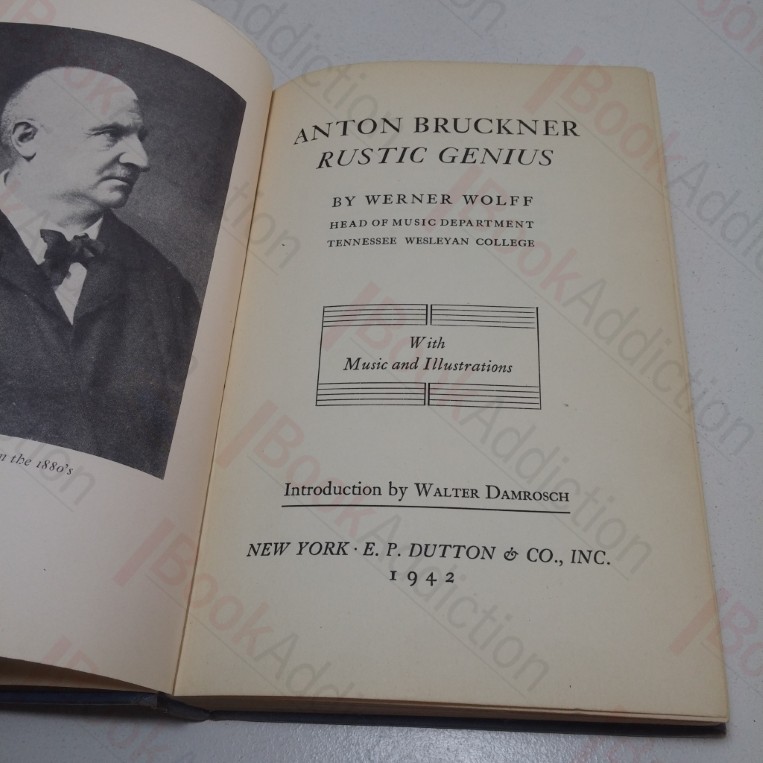 n the 1880's
ANTON BRUCKNER
RUSTIC GENIUS
BY WERNER WOLFF
HEAD OF MUSIC DEPARTMENT
TENNESSEE WESLEYAN COLLEGE
With
Music and Illustrations
Introduction by WALTER DAMROSCH
NEW YORK · E. P. DUTTON & CO., INC.
1942
BookAddiction